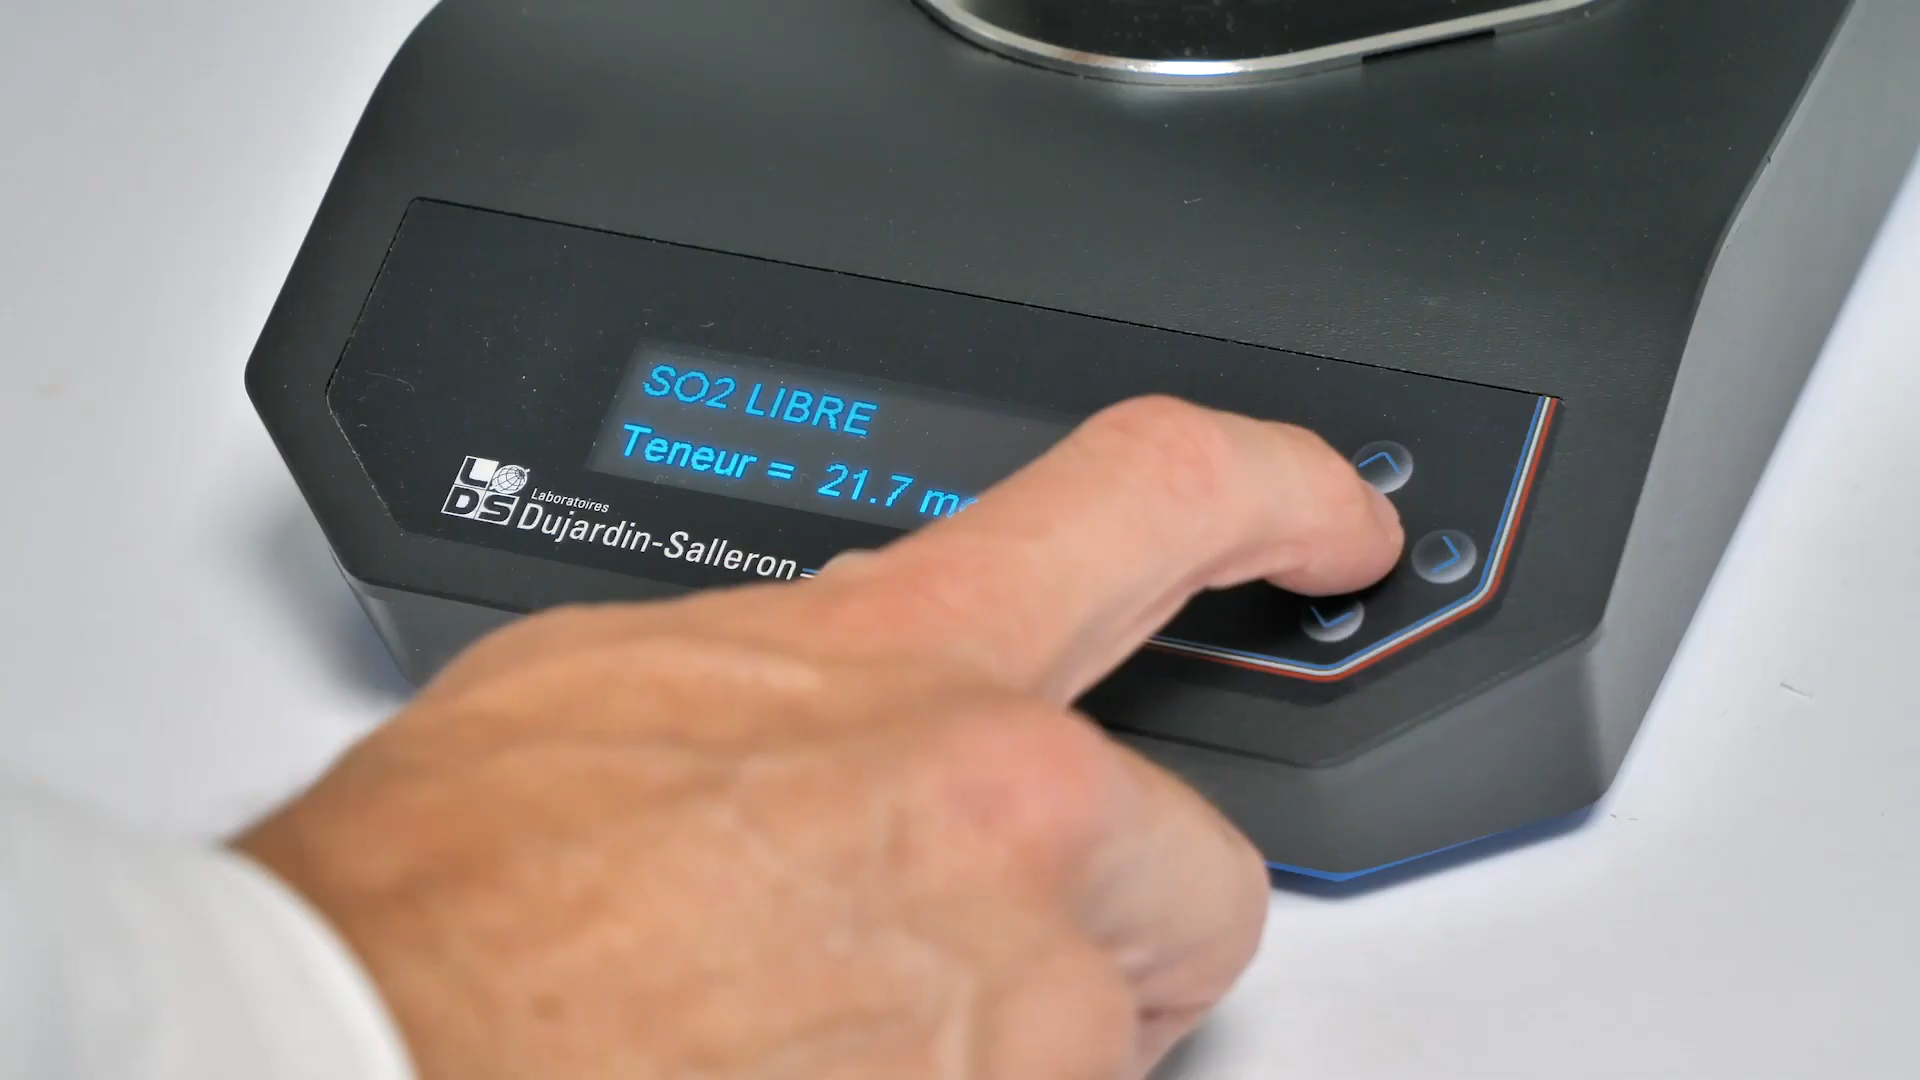 SO2 LIBRE
Teneur = 21.7
LDS
Laboratoires
Dujardin-Salleron